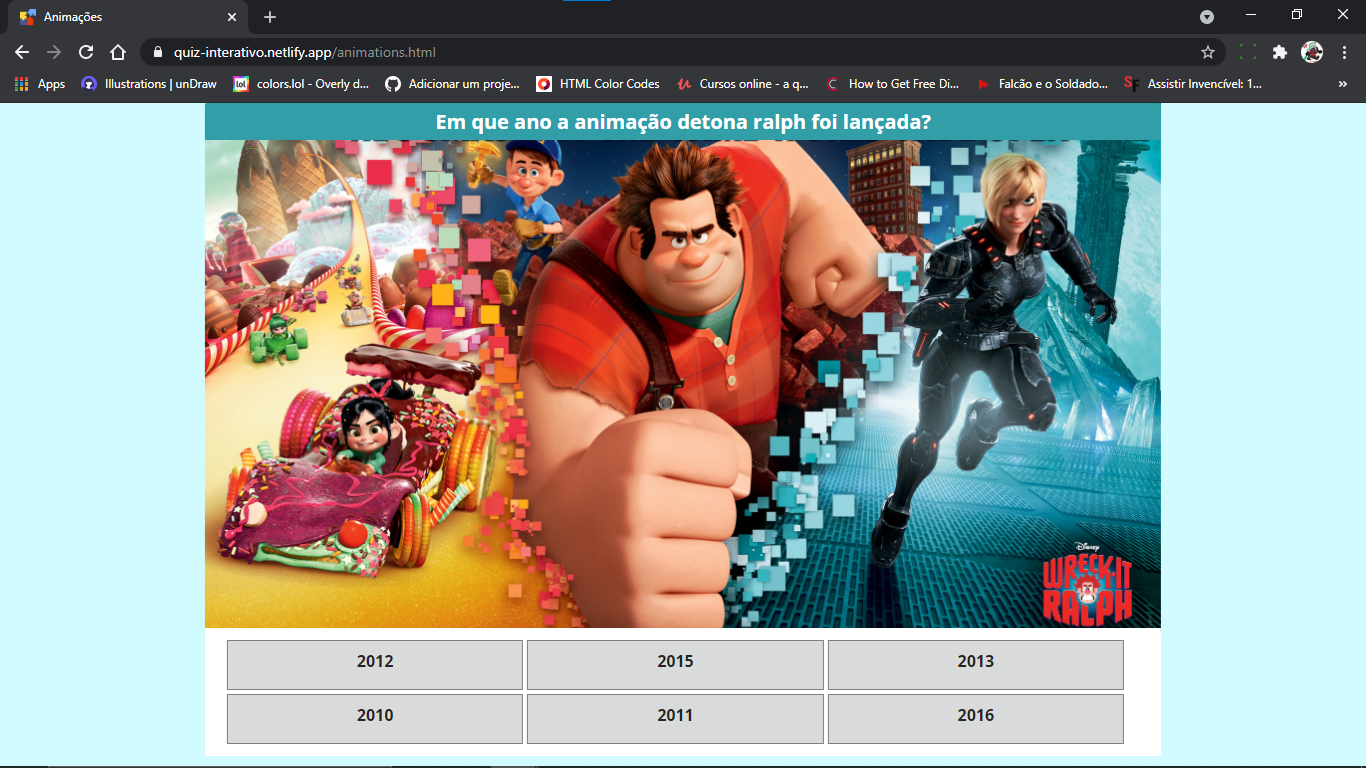 Animações
quiz-interativo.netlify.app/animations.html
Apps
Illustrations | unDraw
lol
colors.lol - Overly d...
Adicionar um proje...
HTML Color Codes
Cursos online - a q...
C
How to Get Free Di...
Falcão e o Soldado...
SF
Assistir Invencível: 1...
»
Em que ano a animação detona ralph foi lançada?
Disney
WRECK-IT
RALPH
2012 2015 2013
2010 2011 2016